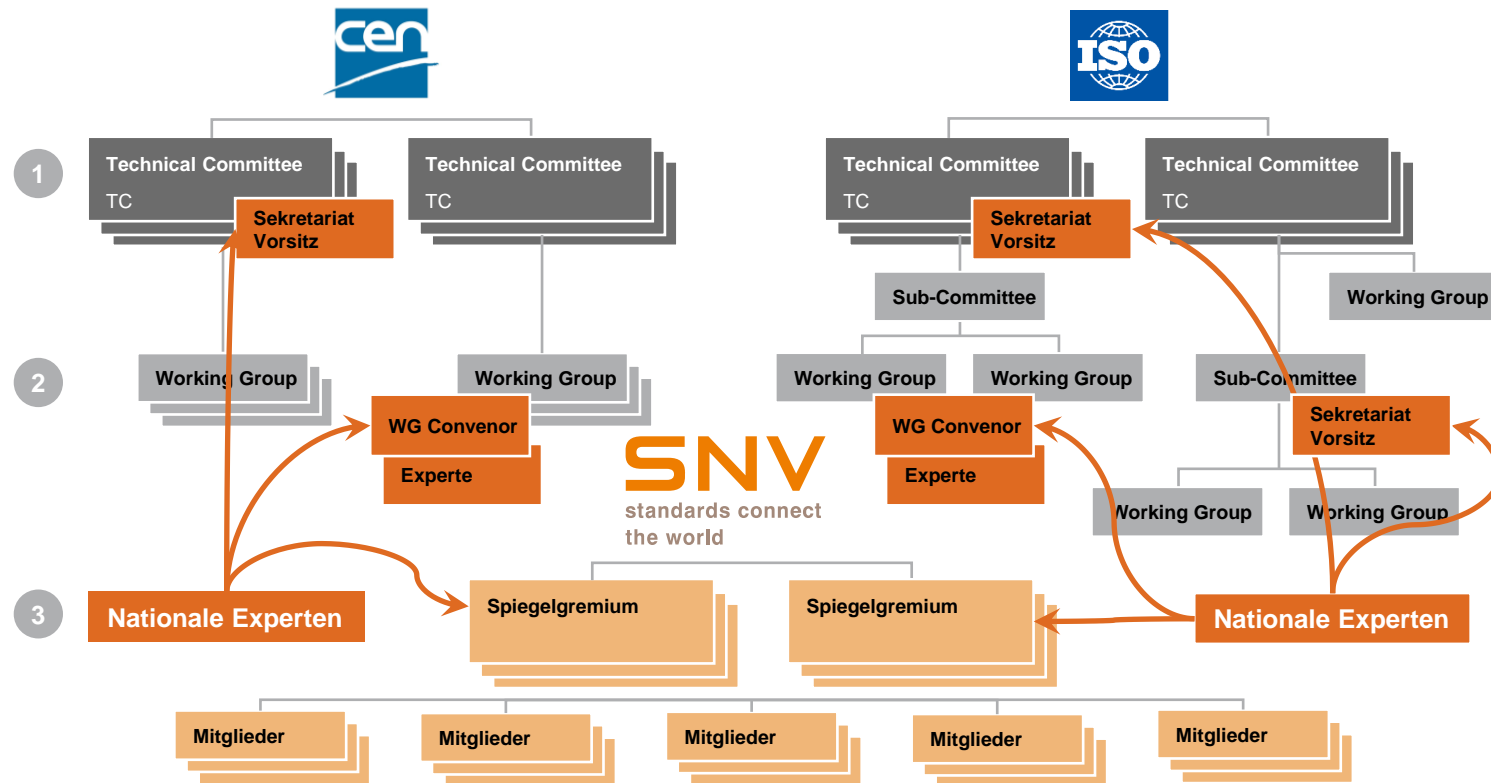 cen
ISO
1
Technical Committee
TC
Sekretariat
Vorsitz
Technical Committee
TC
Technical Committee
TC
Sekretariat
Vorsitz
Technical Committee
TC
Sub-Committee
Working Group
2
Working Group
Working Group
WG Convenor
Experte
Working Group
Working Group
WG Convenor
Experte
Sub-Committee
Sekretariat
Vorsitz
Working Group
Working Group
SNV
standards connect
the world
3
Nationale Experten
Spiegelgremium
Spiegelgremium
Nationale Experten
Mitglieder
Mitglieder
Mitglieder
Mitglieder
Mitglieder